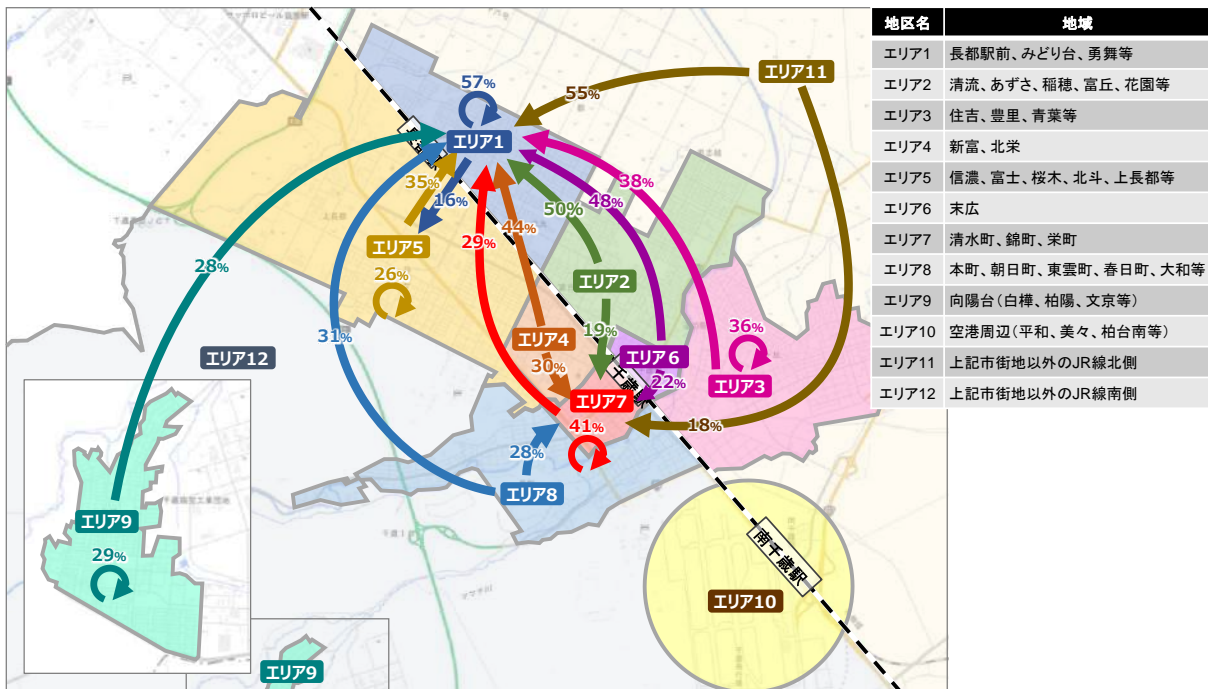 地区名 地域
エリア1 長都駅前、みどり台、勇舞等
エリア2 清流、あずさ、稲穂、富丘、花園等
エリア3 住吉、豊里、青葉等
エリア4 新富、北栄
エリア5 信濃、富士、桜木、北斗、上長都等
エリア6 末広
エリア7 清水町、錦町、栄町
エリア8 本町、朝日町、東雲町、春日町、大和等
エリア9 向陽台（白樺、柏陽、文京等）
エリア10 空港周辺（平和、美々、柏台南等）
エリア11 上記市街地以外のJR線北側
エリア12 上記市街地以外のJR線南側
エリア11
57%
55%
エリア1
35%
16%
38%
48%
50%
44%
29%
エリア5
28%
26%
エリア2
19%
31%
エリア4
エリア12
30%
エリア6
22%
36%
エリア3
千歳駅
エリア7
41%
18%
28%
エリア8
エリア9
29%
南千歳駅
エリア10
エリア9